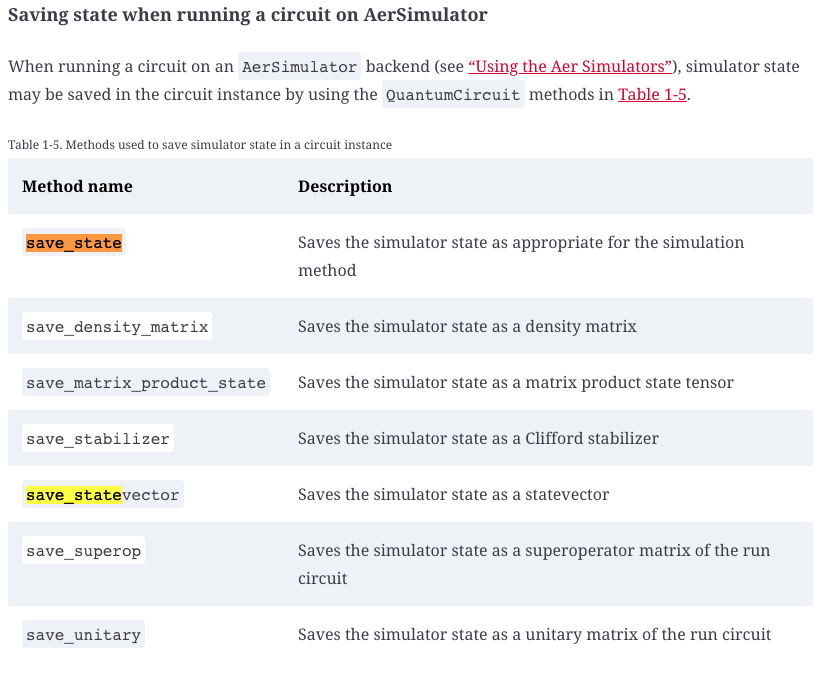 Saving state when running a circuit on AerSimulator
When running a circuit on an AerSimulator backend (see “Using the Aer Simulators”), simulator state
may be saved in the circuit instance by using the QuantumCircuit methods in Table 1-5.
Table 1-5. Methods used to save simulator state in a circuit instance
Method name Description
save_state Saves the simulator state as appropriate for the simulation
method
save_density_matrix Saves the simulator state as a density matrix
save_matrix_product_state Saves the simulator state as a matrix product state tensor
save_stabilizer Saves the simulator state as a Clifford stabilizer
save_statevector Saves the simulator state as a statevector
save_superop Saves the simulator state as a superoperator matrix of the run
circuit
save_unitary Saves the simulator state as a unitary matrix of the run circuit